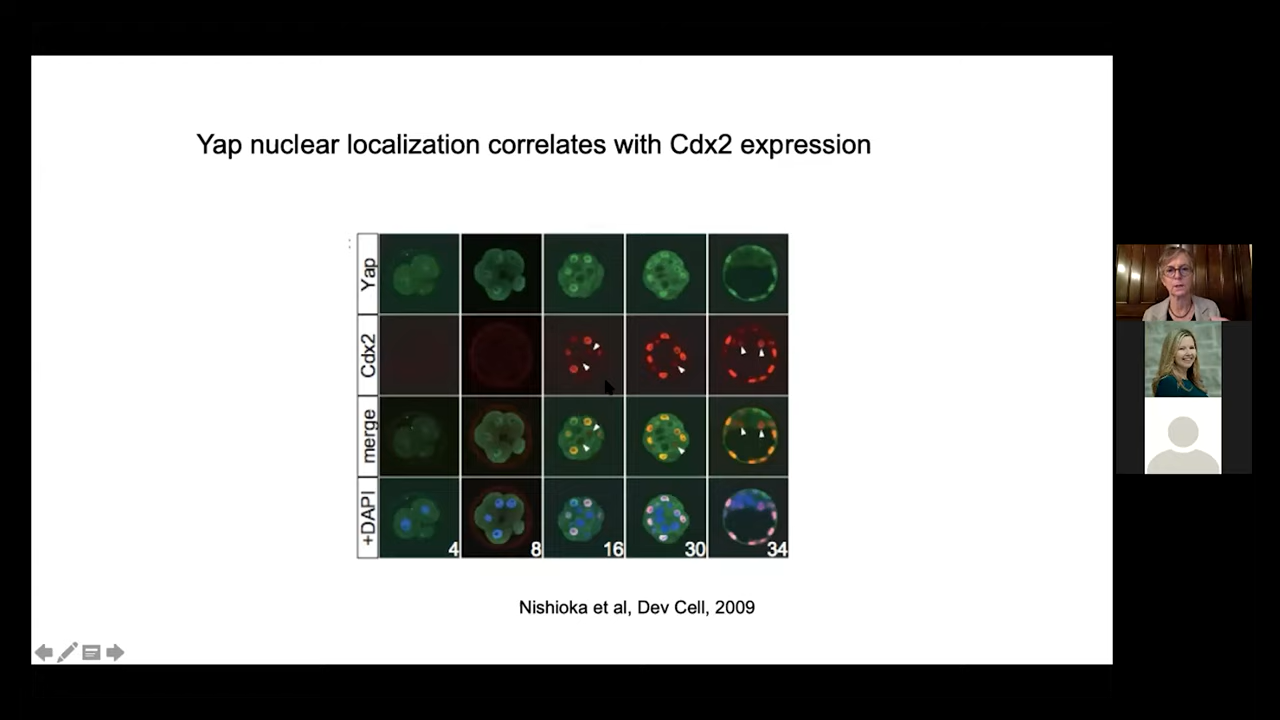 Yap nuclear localization correlates with Cdx2 expression
Yap
Cdx2
merge
+DAPI
4 8 16 30 34
Nishioka et al, Dev Cell, 2009